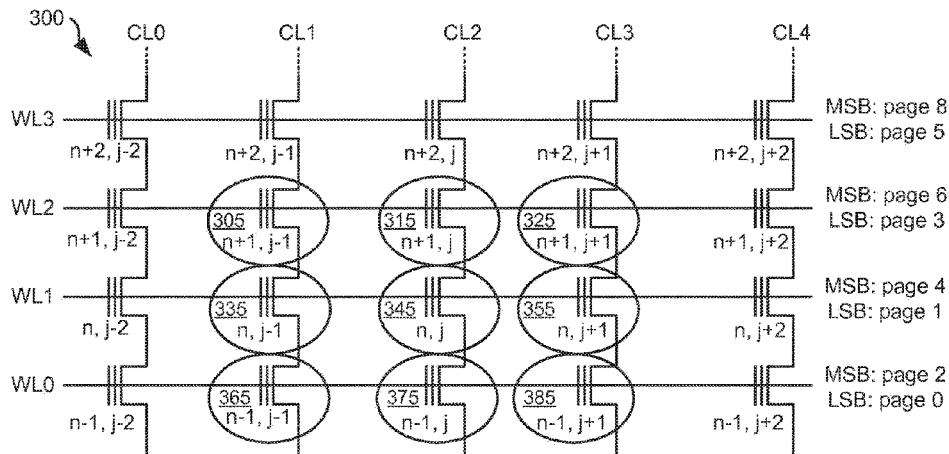 300
CL0 CL1 CL2 CL3 CL4
WL3
MSB: page 8
LSB: page 5
n+2, j-2 n+2, j-1 n+2, j n+2, j+1 n+2, j+2
WL2
MSB: page 6
LSB: page 3
305 315 325
n+1, j-2 n+1, j-1 n+1, j n+1, j+1 n+1, j+2
WL1
MSB: page 4
LSB: page 1
335 345 355
n, j-2 n, j-1 n, j n, j+1 n, j+2
WL0
MSB: page 2
LSB: page 0
365 375 385
n-1, j-2 n-1, j-1 n-1, j n-1, j+1 n-1, j+2